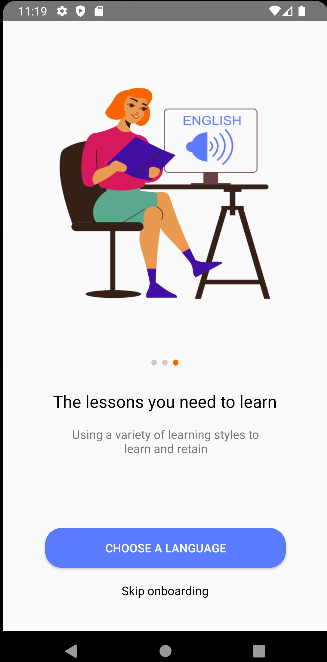 11:19
ENGLISH
The lessons you need to learn
Using a variety of learning styles to
learn and retain
CHOOSE A LANGUAGE
Skip onboarding